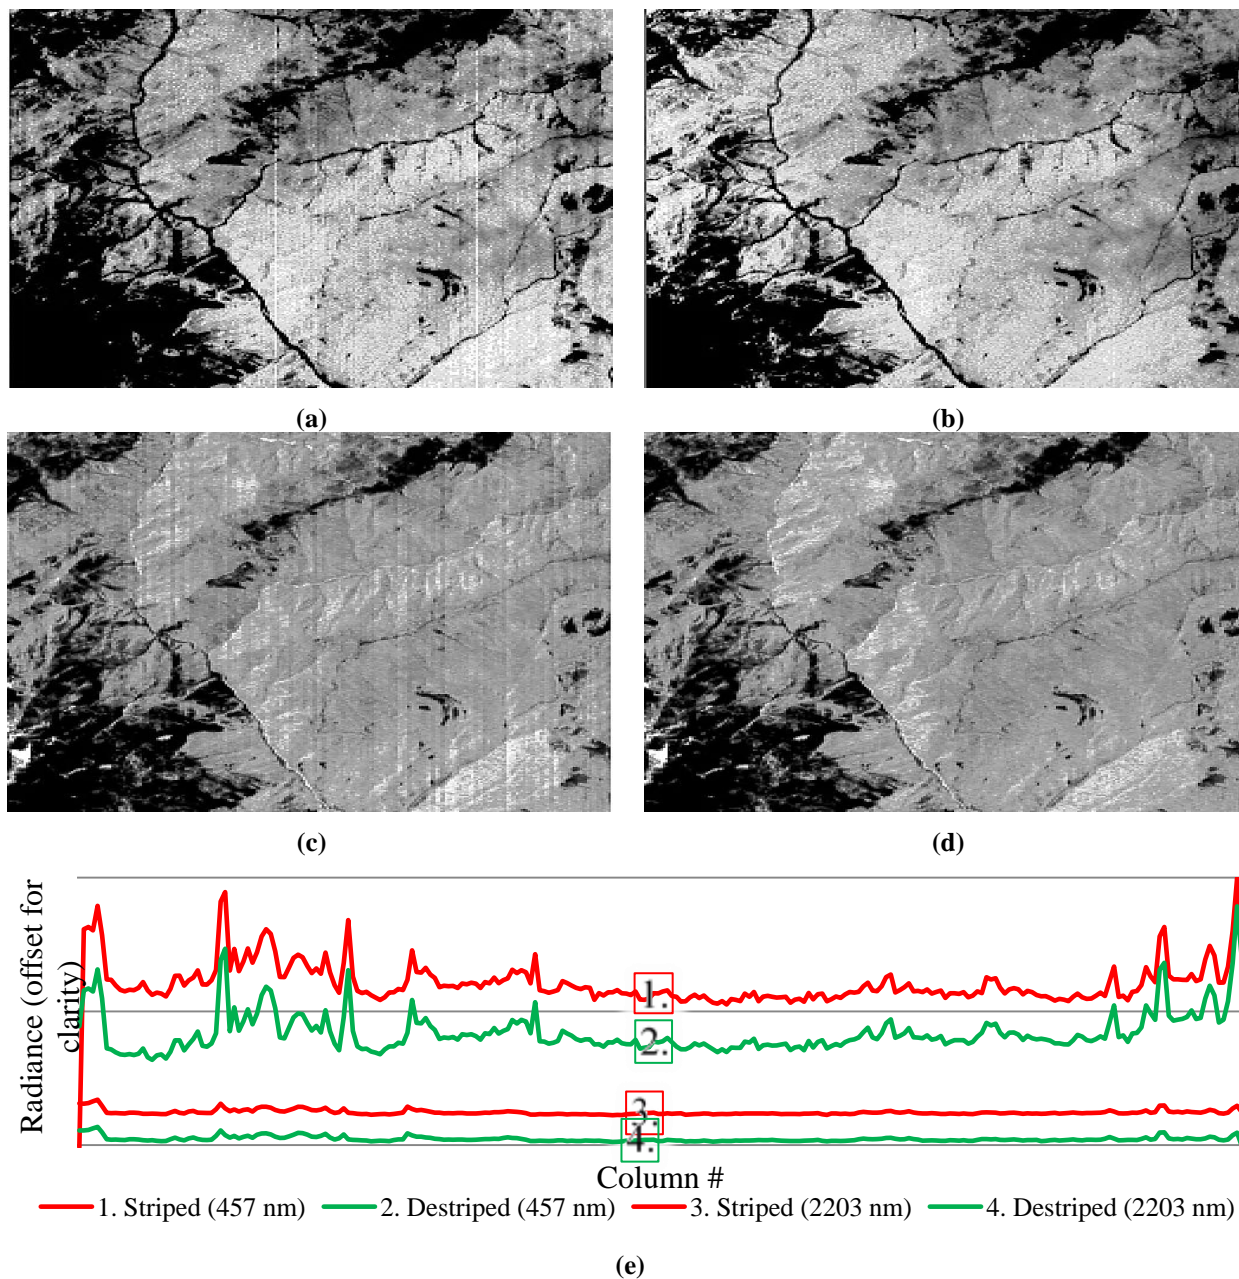 (a)
(b)
(c)
(d)
Radiance (offset for
clarity)
1.
2.
3.
4.
Column #
1. Striped (457 nm) 2. Destriped (457 nm) 3. Striped (2203 nm) 4. Destriped (2203 nm)
(e)